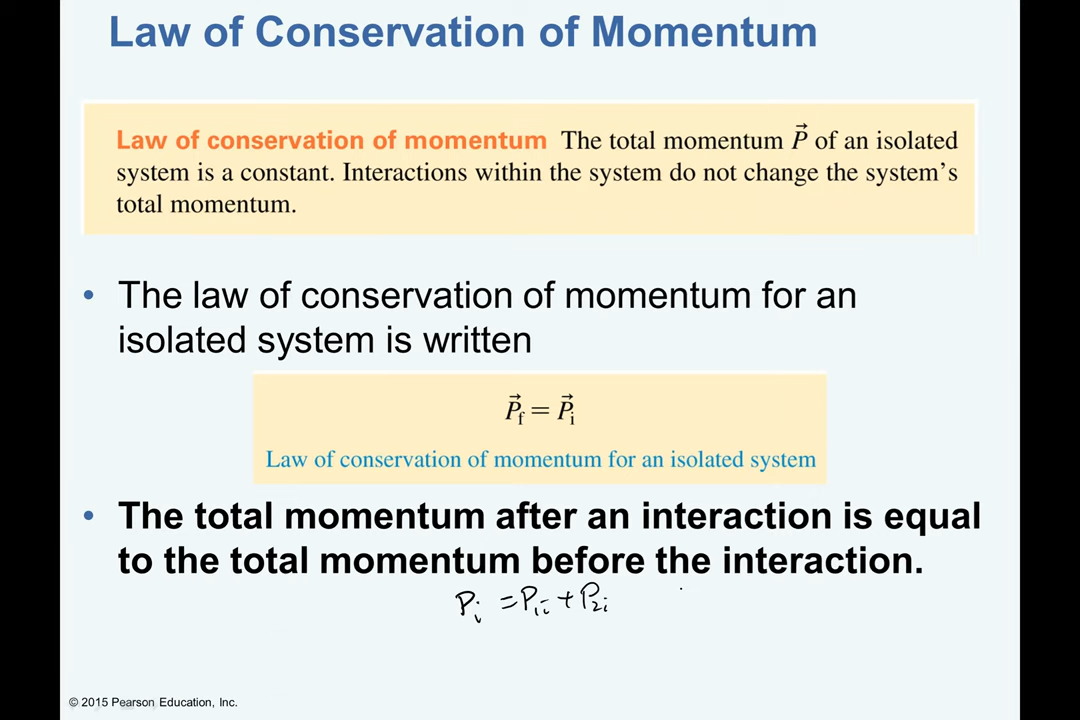 Law of Conservation of Momentum
Law of conservation of momentum The total momentum P⃗ of an isolated
system is a constant. Interactions within the system do not change the system’s
total momentum.
• The law of conservation of momentum for an
isolated system is written
P⃗f = P⃗i
Law of conservation of momentum for an isolated system
• The total momentum after an interaction is equal
to the total momentum before the interaction.
Pi = P1i + P2i
© 2015 Pearson Education, Inc.